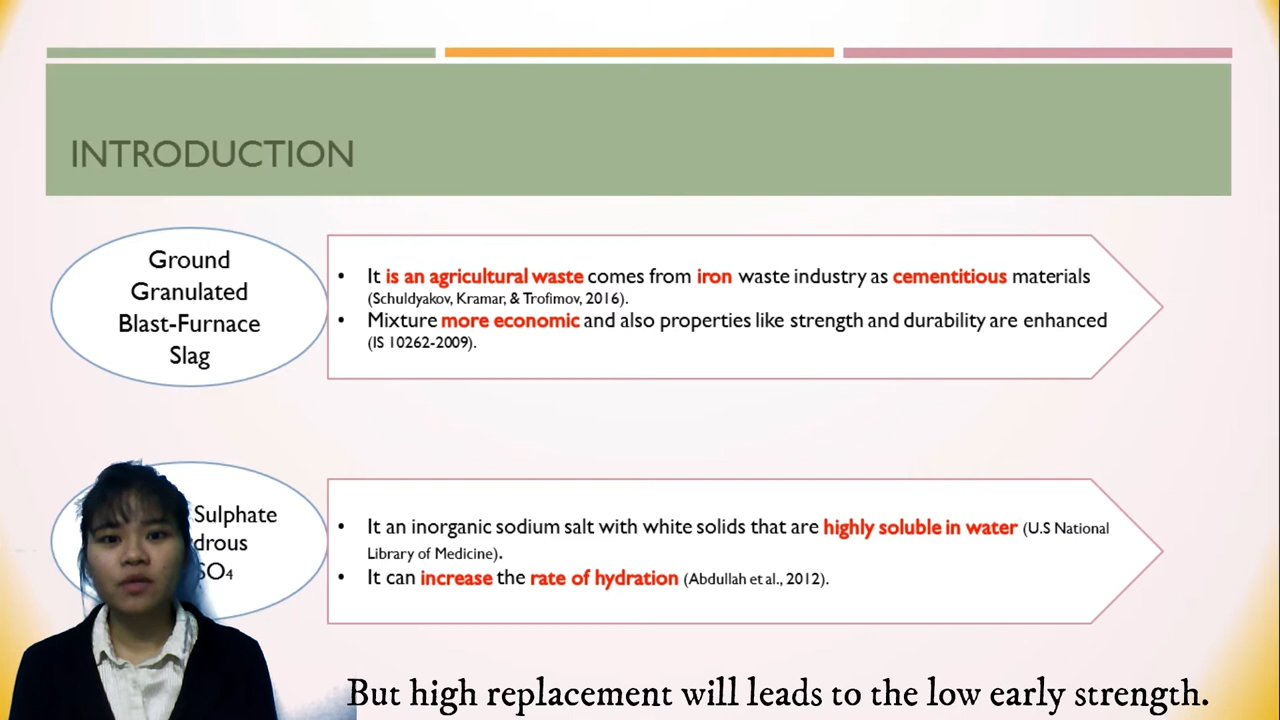 INTRODUCTION
Ground
Granulated
Blast-Furnace
Slag
• It is an agricultural waste comes from iron waste industry as cementitious materials
(Schuldyakov, Kramar, & Trofimov, 2016).
• Mixture more economic and also properties like strength and durability are enhanced
(IS 10262-2009).
Sulphate
• It an inorganic sodium salt with white solids that are highly soluble in water (U.S National
Library of Medicine).
• It can increase the rate of hydration (Abdullah et al., 2012).
But high replacement will leads to the low early strength.